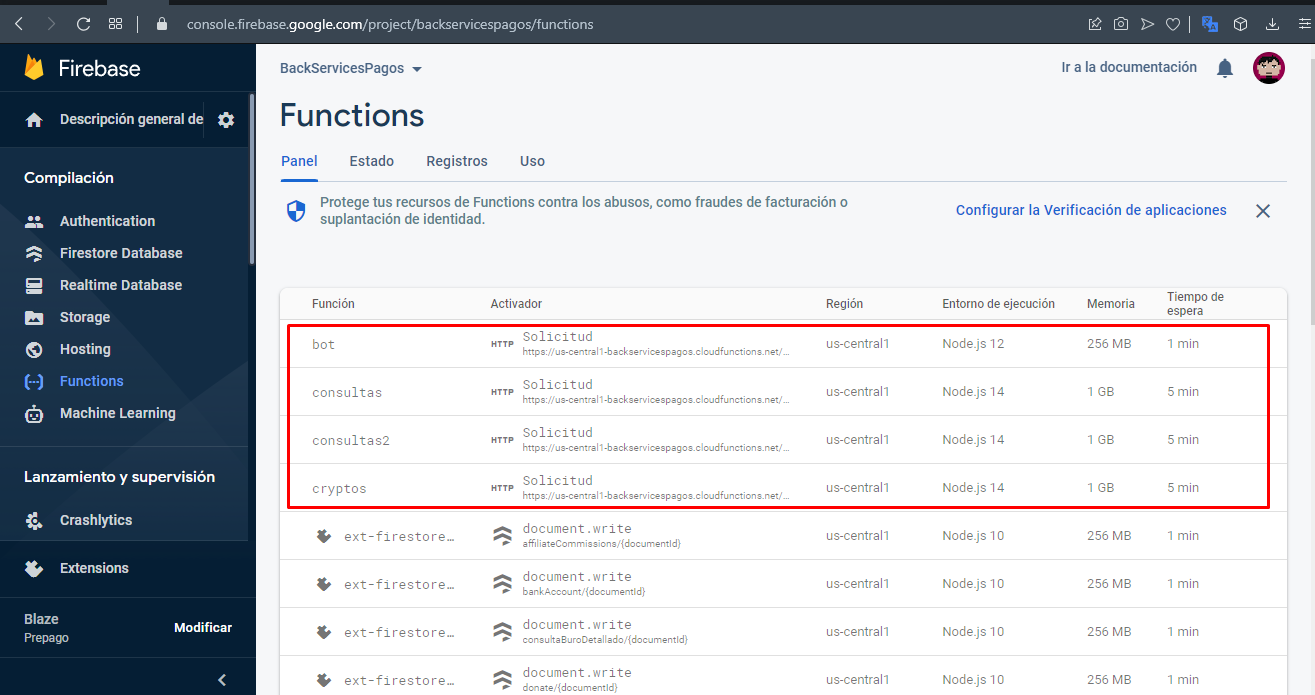 console.firebase.google.com/project/backservicespagos/functions
Firebase
Descripción general de
Compilación
Authentication
Firestore Database
Realtime Database
Storage
Hosting
Functions
Machine Learning
Lanzamiento y supervisión
Crashlytics
Extensions
Blaze
Prepago
Modificar
BackServicesPagos
Ir a la documentación
Functions
Panel Estado Registros Uso
Protege tus recursos de Functions contra los abusos, como fraudes de facturación o
suplantación de identidad.
Configurar la Verificación de aplicaciones
Función Activador Región Entorno de ejecución Memoria Tiempo de
espera
bot HTTP Solicitud us-central1 Node.js 12 256 MB 1 min
https://us-central1-backservicespagos.cloudfunctions.net/…
consultas HTTP Solicitud us-central1 Node.js 14 1 GB 5 min
https://us-central1-backservicespagos.cloudfunctions.net/…
consultas2 HTTP Solicitud us-central1 Node.js 14 1 GB 5 min
https://us-central1-backservicespagos.cloudfunctions.net/…
cryptos HTTP Solicitud us-central1 Node.js 14 1 GB 5 min
https://us-central1-backservicespagos.cloudfunctions.net/…
ext-firestore… document.write us-central1 Node.js 10 256 MB 1 min
affiliateCommissions/{documentId}
ext-firestore… document.write us-central1 Node.js 10 256 MB 1 min
bankAccount/{documentId}
ext-firestore… document.write us-central1 Node.js 10 256 MB 1 min
consultaBuroDetallado/{documentId}
ext-firestore… document.write us-central1 Node.js 10 256 MB 1 min
donate/{documentId}